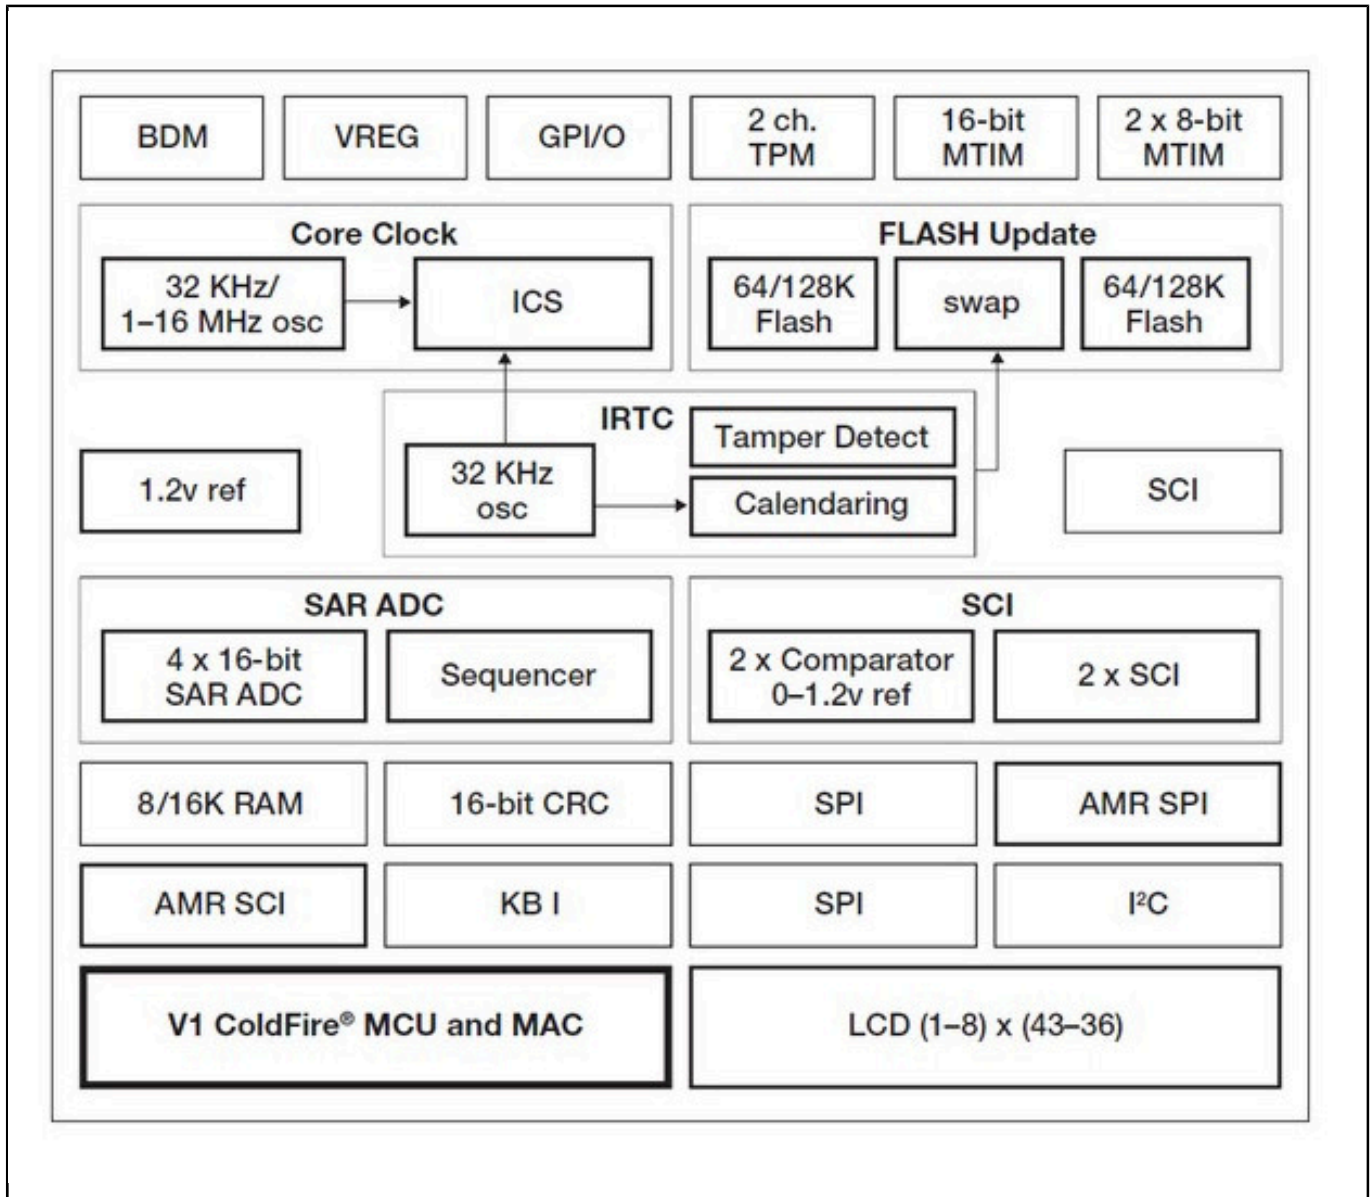 BDM
VREG
GPI/O
2 ch.
TPM
16-bit
MTIM
2 x 8-bit
MTIM
Core Clock
32 KHz/
1–16 MHz osc
ICS
FLASH Update
64/128K
Flash
swap
64/128K
Flash
1.2v ref
IRTC
32 KHz
osc
Tamper Detect
Calendaring
SCI
SAR ADC
4 x 16-bit
SAR ADC
Sequencer
SCI
2 x Comparator
0–1.2v ref
2 x SCI
8/16K RAM
16-bit CRC
SPI
AMR SPI
AMR SCI
KB I
SPI
I²C
V1 ColdFire® MCU and MAC
LCD (1–8) x (43–36)